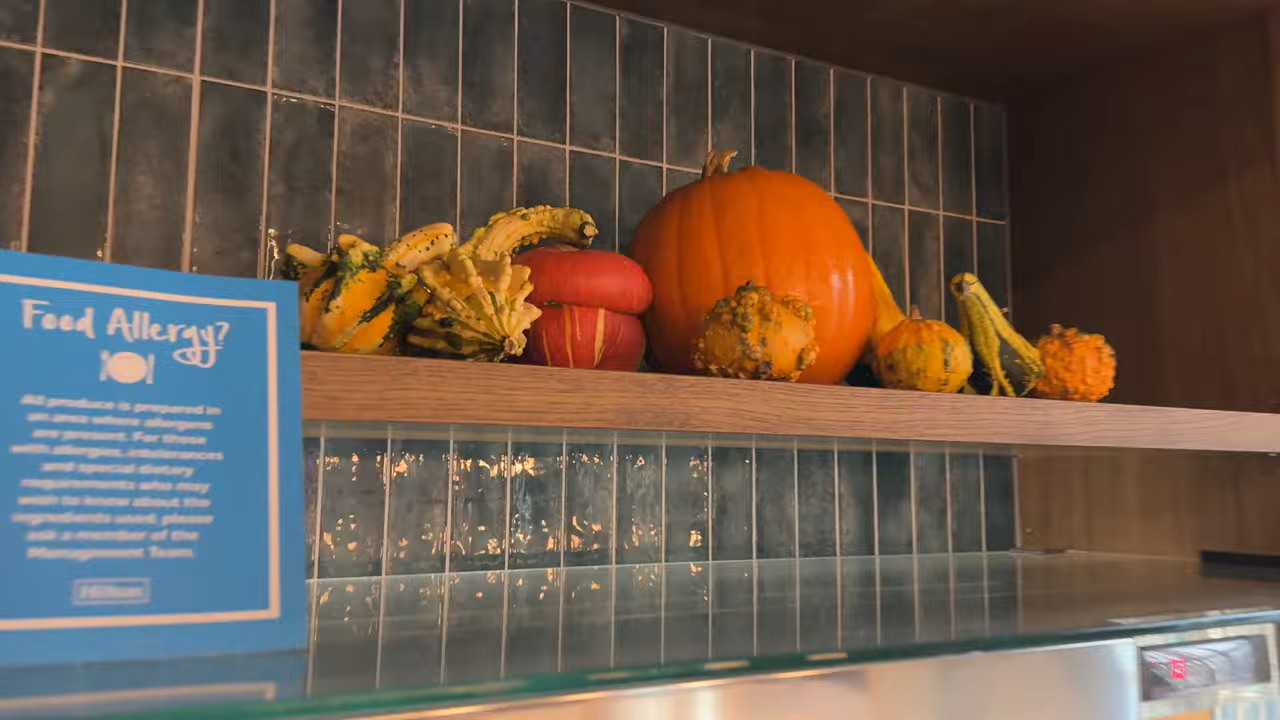 Food Allergy?
All produce is prepared in
an area where allergens
are present. For those
with allergies, intolerances
and special dietary
requirements who may
wish to know about the
ingredients used, please
ask a member of the
Management Team.
Hilton